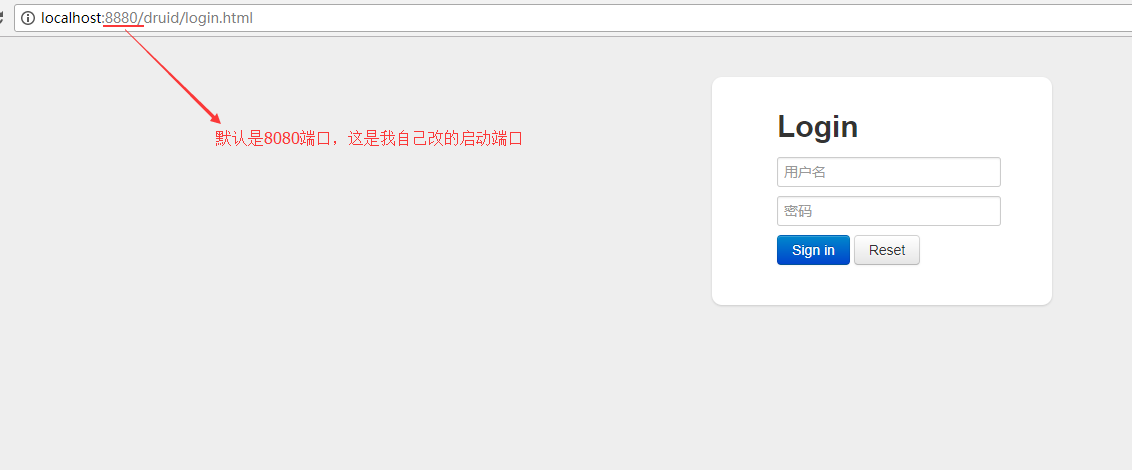 localhost:8880/druid/login.html
默认是8080端口，这是我自己改的启动端口
Login
用户名
密码
Sign in Reset